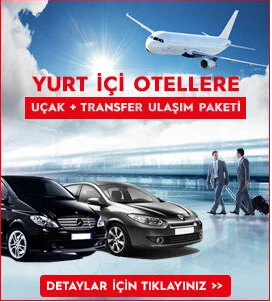 YURT İÇİ OTELLERE
UÇAK + TRANSFER ULAŞIM PAKETİ
DETAYLAR İÇİN TIKLAYINIZ >>